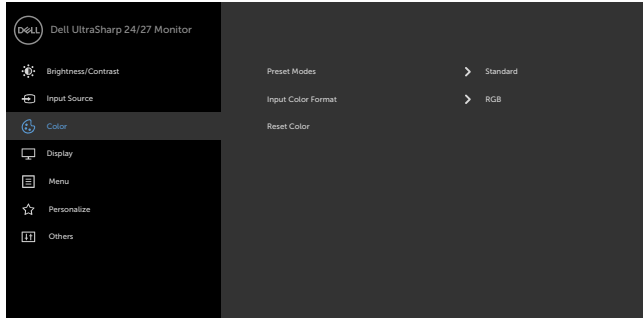 DELL Dell UltraSharp 24/27 Monitor
Brightness/Contrast
Preset Modes Standard
Input Source
Input Color Format RGB
Color
Reset Color
Display
Menu
Personalize
Others